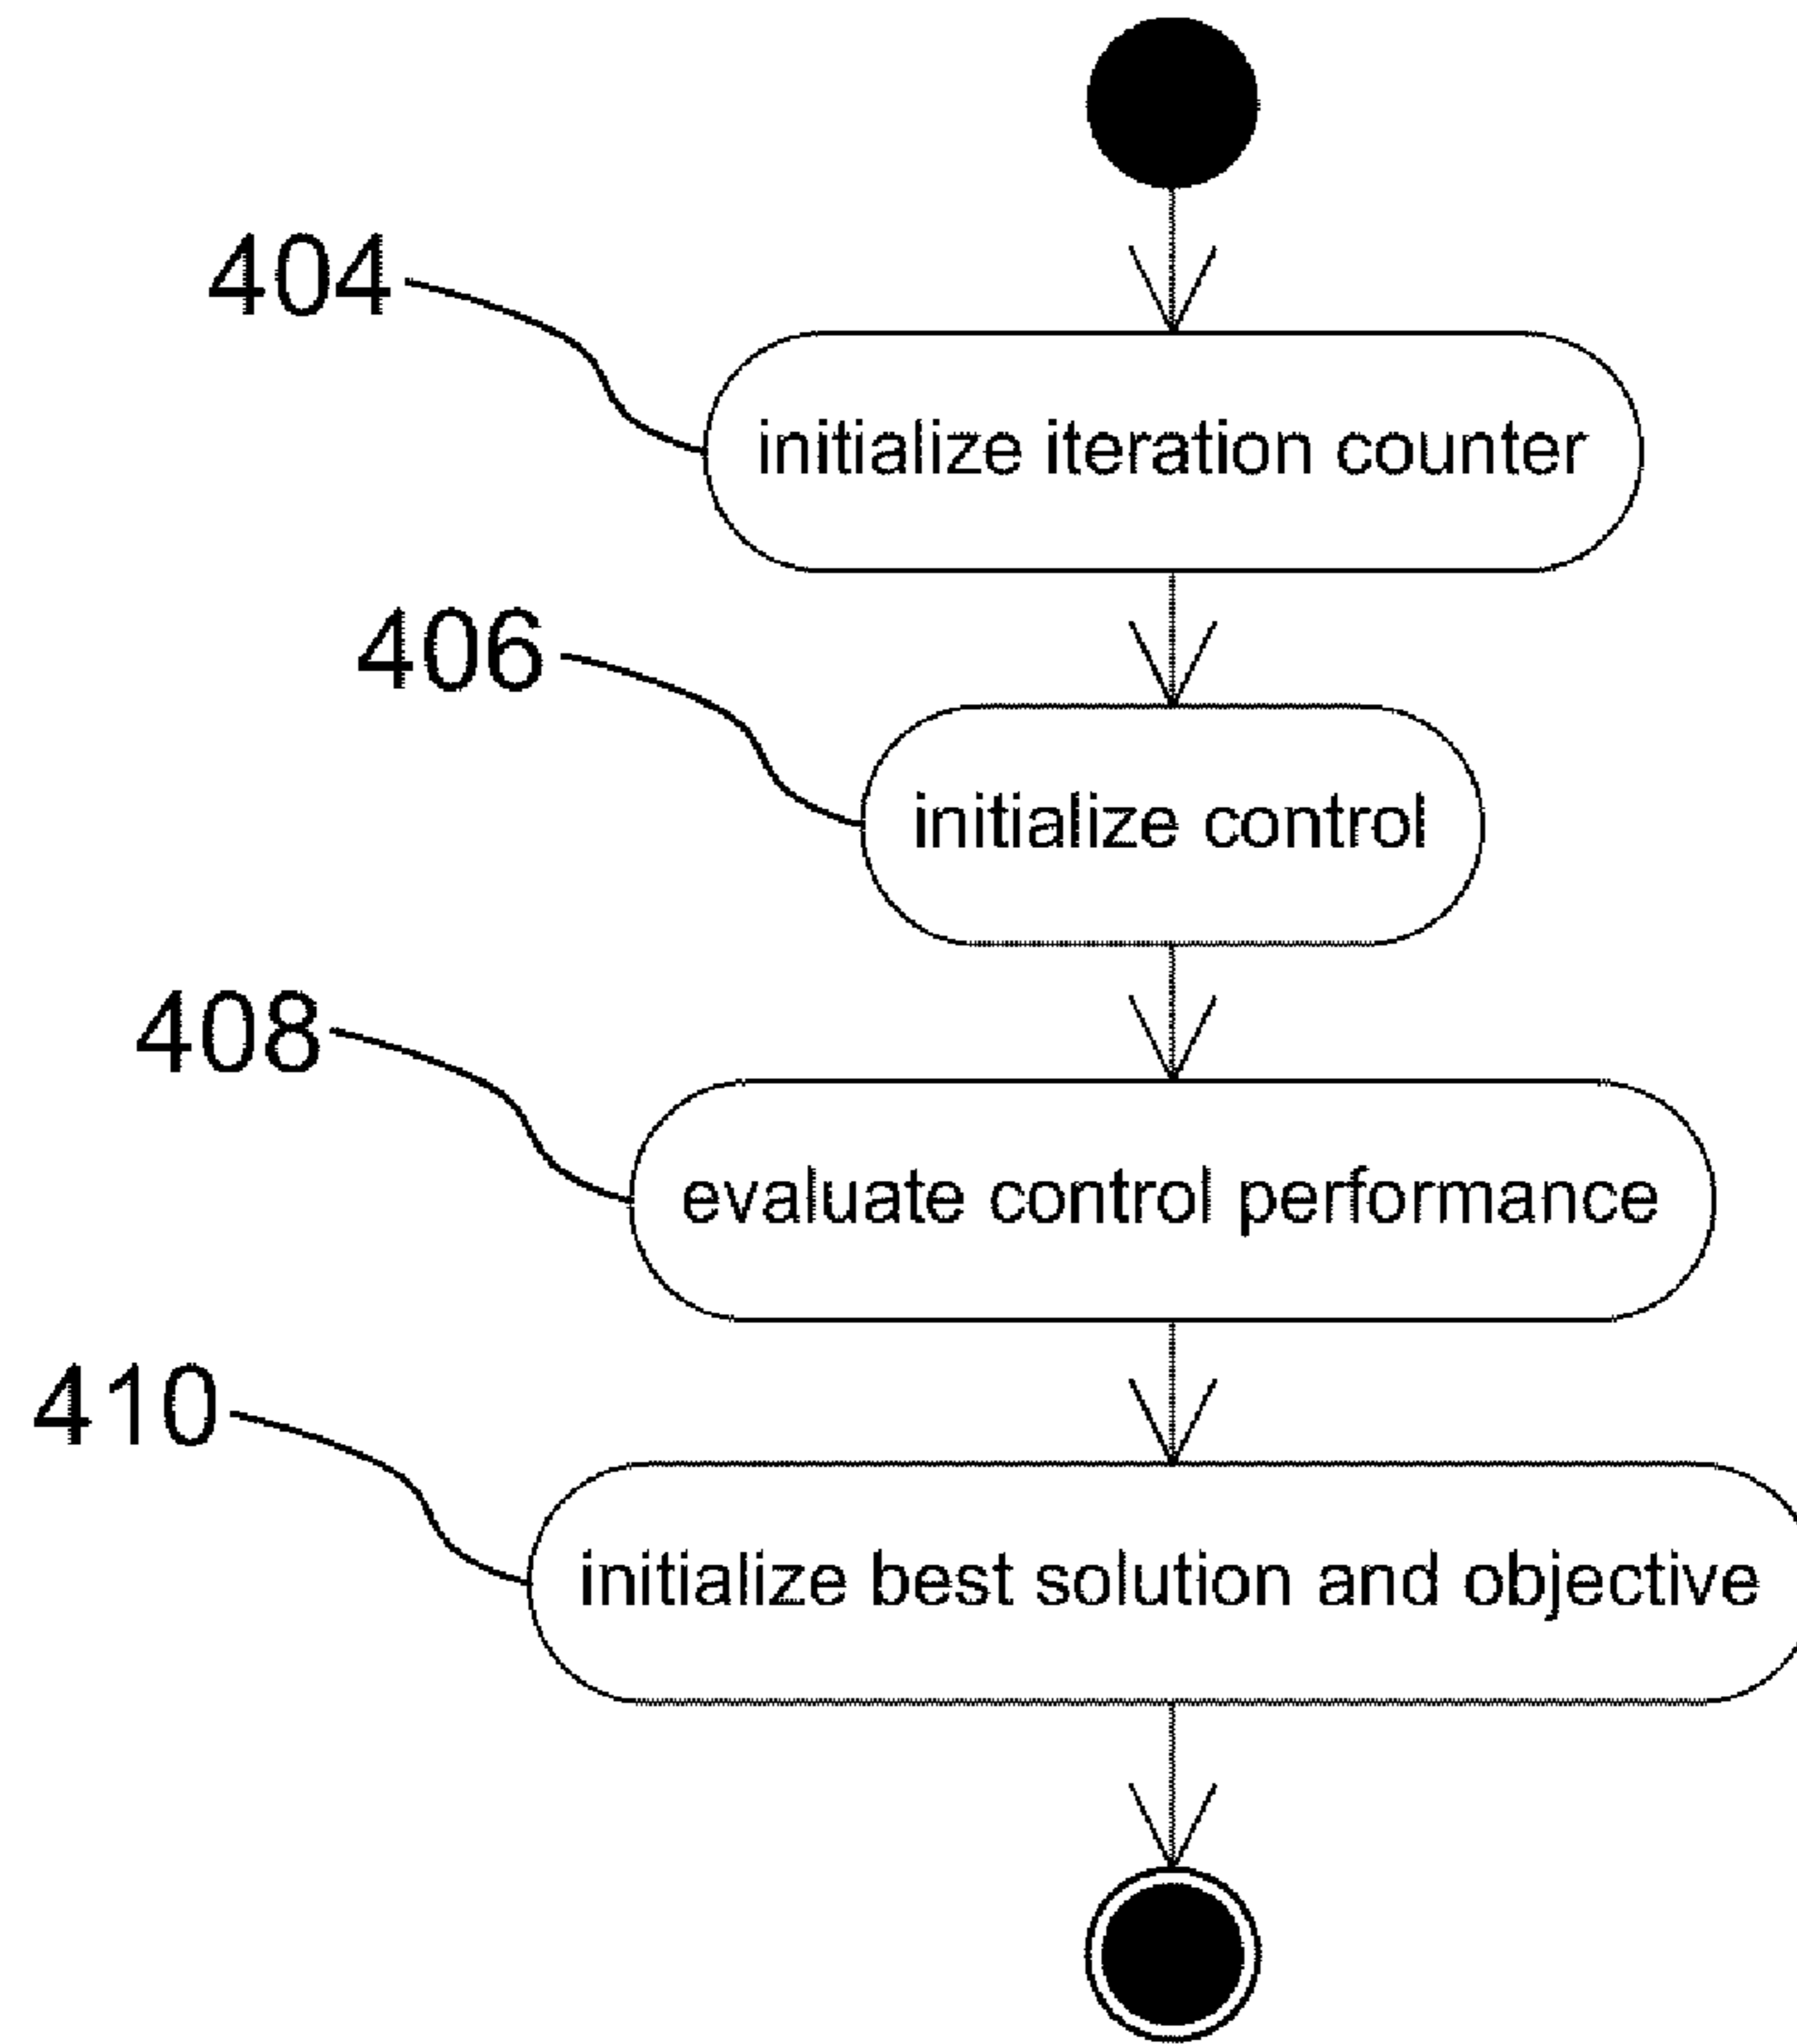 404
initialize iteration counter
406
initialize control
408
evaluate control performance
410
initialize best solution and objective